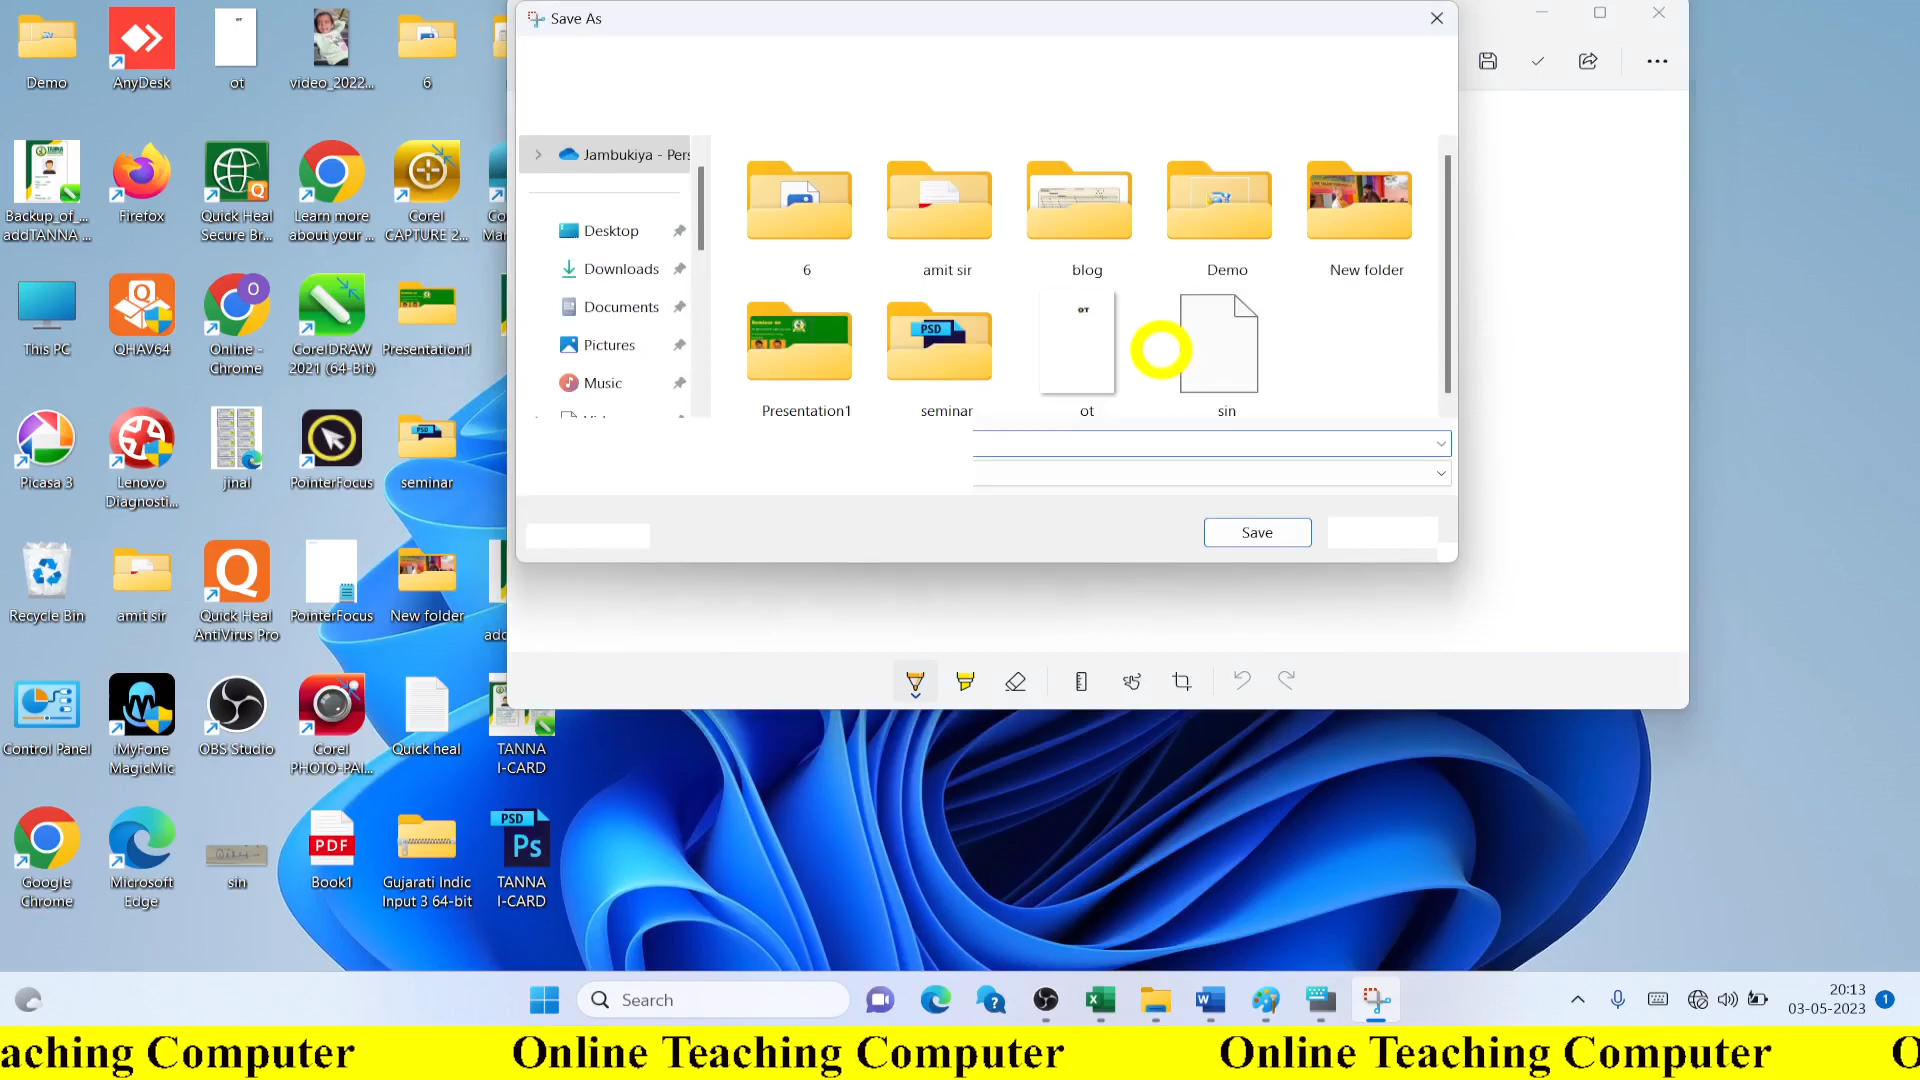 Save As
Jambukiya - Pers
Desktop
Downloads
Documents
Pictures
Music
6
amit sir
blog
Demo
New folder
Seminar on
PSD
OT
Presentation1
seminar
ot
sin
Save
Demo
AnyDesk
ot
video_2022...
6
Backup_of_...
addTANNA ...
Firefox
Quick Heal
Secure Br...
Learn more
about your ...
Corel
CAPTURE 2...
This PC
QHAV64
Online -
Chrome
CorelDRAW
2021 (64-Bit)
Presentation1
Picasa 3
Lenovo
Diagnosti...
jinal
PointerFocus
seminar
Recycle Bin
amit sir
Quick Heal
AntiVirus Pro
PointerFocus
New folder
Control Panel
iMyFone
MagicMic
OBS Studio
Corel
PHOTO-PAI...
Quick heal
TANNA
I-CARD
Google
Chrome
Microsoft
Edge
sin
PDF
Book1
Gujarati Indic
Input 3 64-bit
PSD
Ps
TANNA
I-CARD
Search
20:13
03-05-2023
1
aching Computer
Online Teaching Computer
Online Teaching Computer
O